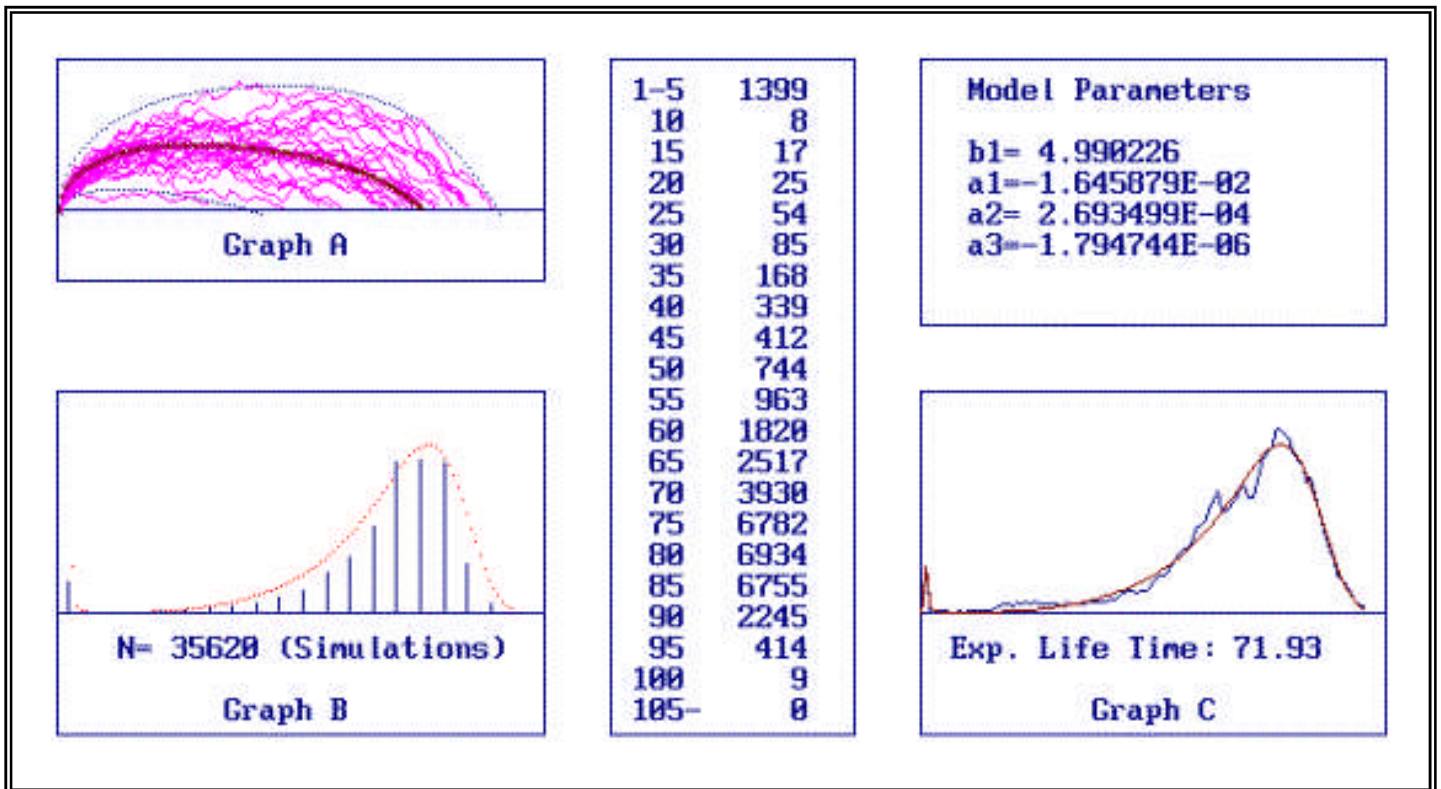 Graph A
1-5 1399
10 8
15 17
20 25
25 54
30 85
35 168
40 339
45 412
50 744
55 963
60 1820
65 2517
70 3930
75 6782
80 6934
85 6755
90 2245
95 414
100 9
105- 0
Model Parameters
b1= 4.990226
a1=-1.645879E-02
a2= 2.693499E-04
a3=-1.794744E-06
N= 35620 (Simulations)
Graph B
Exp. Life Time: 71.93
Graph C